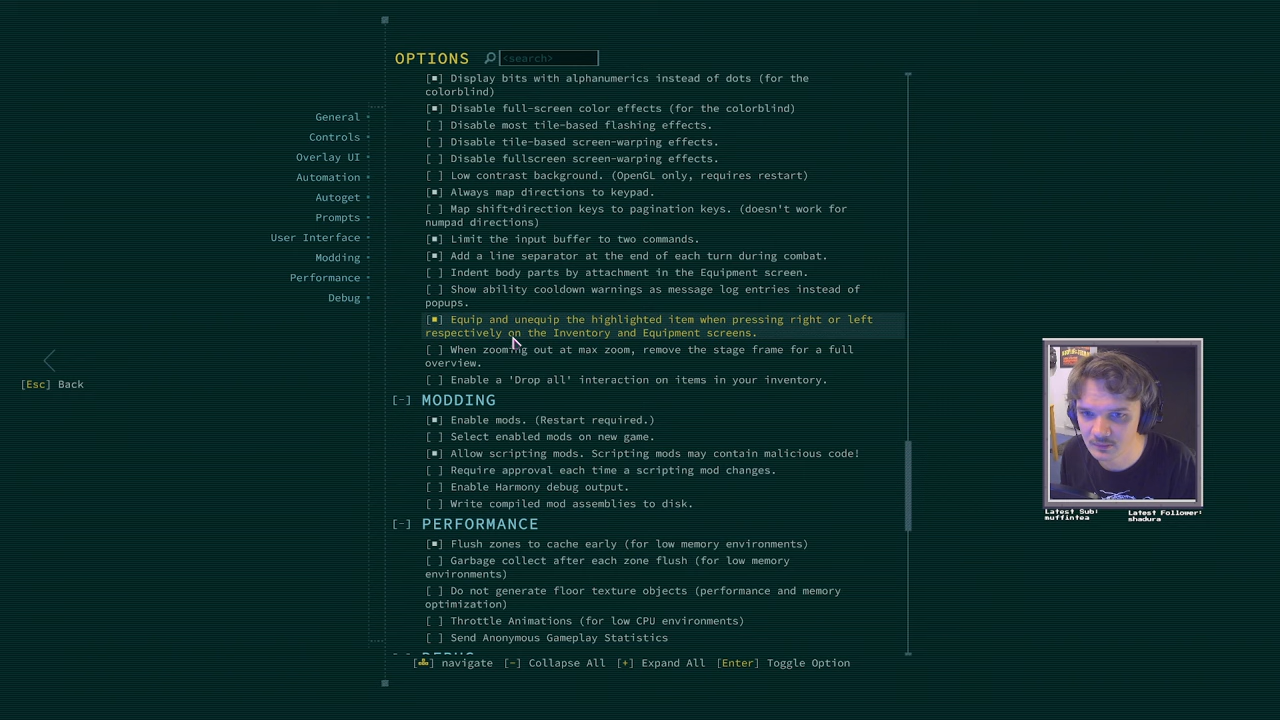 OPTIONS
<search>
[■] Display bits with alphanumerics instead of dots (for the
colorblind)
[■] Disable full-screen color effects (for the colorblind)
[ ] Disable most tile-based flashing effects.
[ ] Disable tile-based screen-warping effects.
[ ] Disable fullscreen screen-warping effects.
[ ] Low contrast background. (OpenGL only, requires restart)
[■] Always map directions to keypad.
[ ] Map shift+direction keys to pagination keys. (doesn't work for
numpad directions)
[■] Limit the input buffer to two commands.
[■] Add a line separator at the end of each turn during combat.
[ ] Indent body parts by attachment in the Equipment screen.
[ ] Show ability cooldown warnings as message log entries instead of
popups.
[■] Equip and unequip the highlighted item when pressing right or left
respectively on the Inventory and Equipment screens.
[ ] When zooming out at max zoom, remove the stage frame for a full
overview.
[ ] Enable a 'Drop all' interaction on items in your inventory.
[-] MODDING
[■] Enable mods. (Restart required.)
[ ] Select enabled mods on new game.
[■] Allow scripting mods. Scripting mods may contain malicious code!
[ ] Require approval each time a scripting mod changes.
[ ] Enable Harmony debug output.
[ ] Write compiled mod assemblies to disk.
[-] PERFORMANCE
[■] Flush zones to cache early (for low memory environments)
[ ] Garbage collect after each zone flush (for low memory
environments)
[ ] Do not generate floor texture objects (performance and memory
optimization)
[ ] Throttle Animations (for low CPU environments)
[ ] Send Anonymous Gameplay Statistics
General
Controls
Overlay UI
Automation
Autoget
Prompts
User Interface
Modding
Performance
Debug
[Esc] Back
navigate [-] Collapse All [+] Expand All [Enter] Toggle Option
Latest Sub:
muffintea
Latest Follower:
shadura